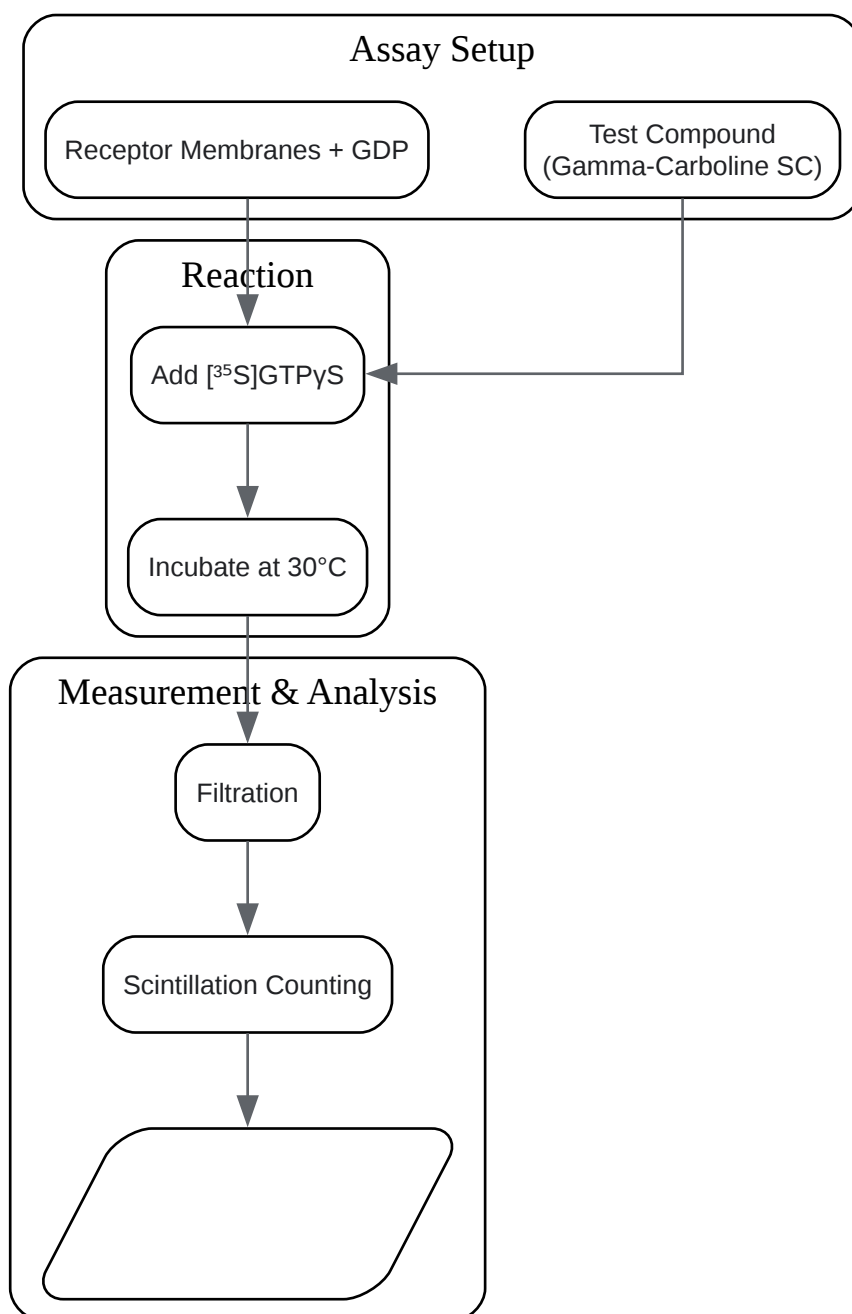 Assay Setup
Receptor Membranes + GDP
Test Compound
(Gamma-Carboline SC)
Reaction
Add [³⁵S]GTPγS
Incubate at 30°C
Measurement & Analysis
Filtration
Scintillation Counting